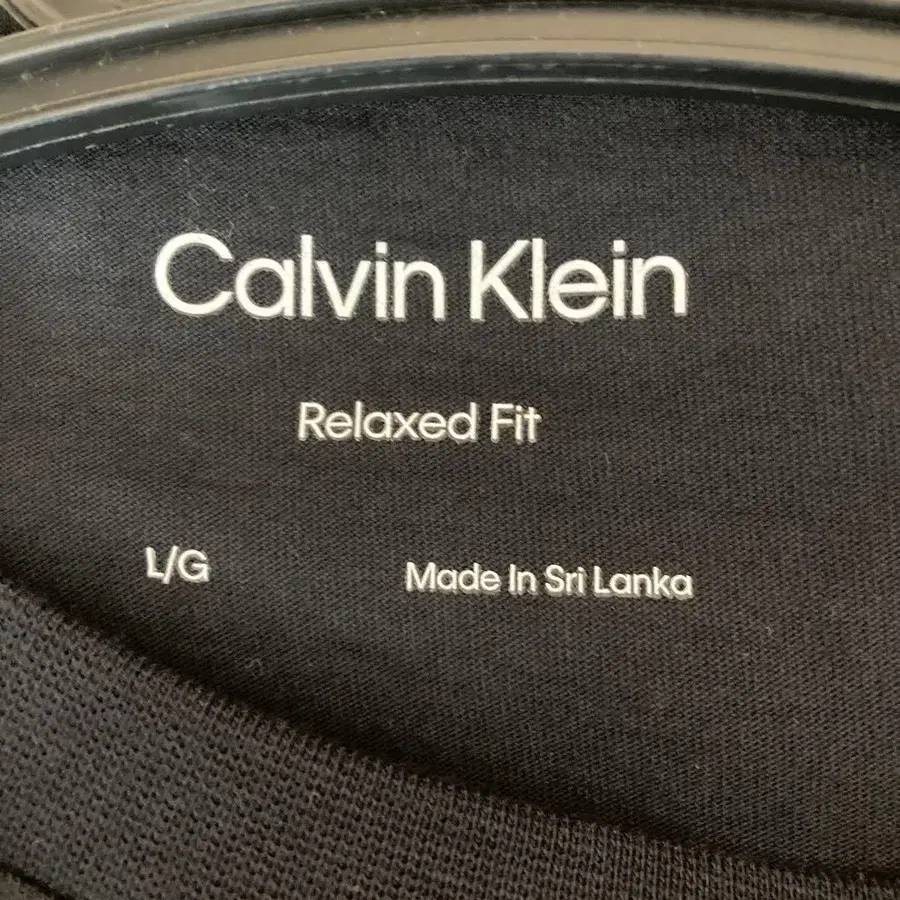 Calvin Klein
Relaxed Fit
L/G Made In Sri Lanka